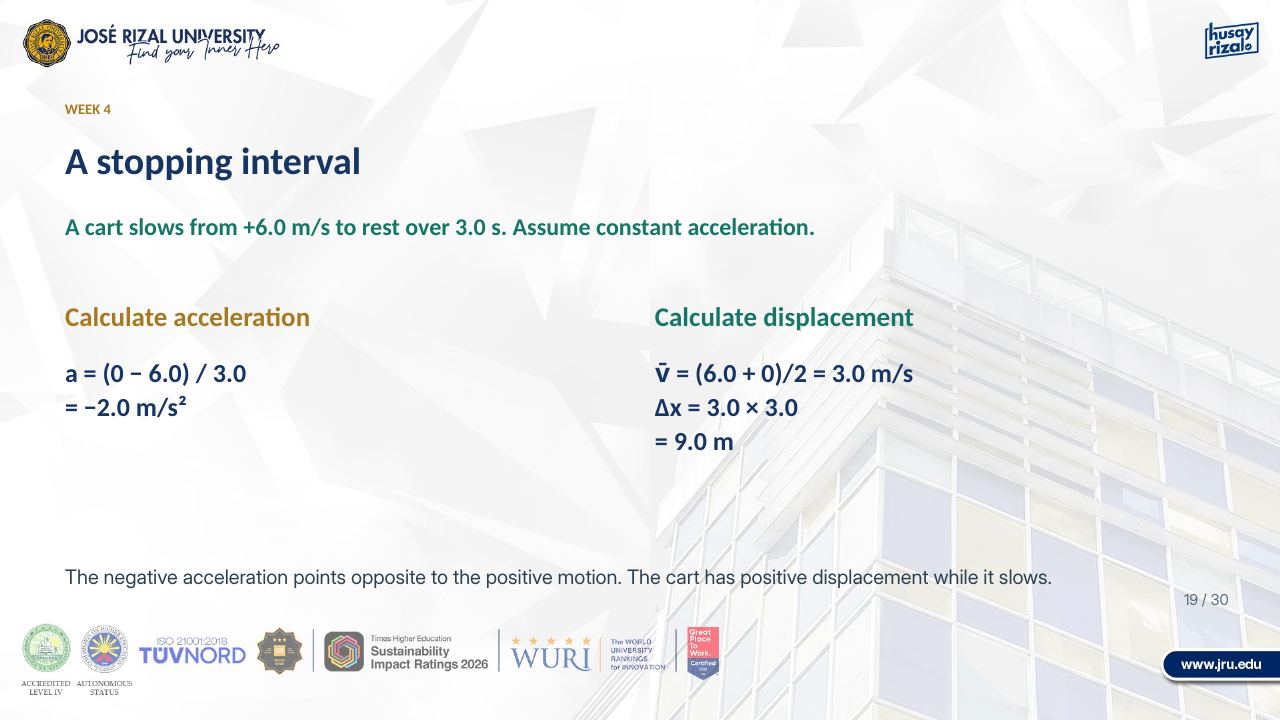 JOSÉ RIZAL UNIVERSITY
Find your Inner Hero
husay
rizal
WEEK 4
A stopping interval
A cart slows from +6.0 m/s to rest over 3.0 s. Assume constant acceleration.
Calculate acceleration
a = (0 − 6.0) / 3.0
= −2.0 m/s²
Calculate displacement
v̄ = (6.0 + 0)/2 = 3.0 m/s
Δx = 3.0 × 3.0
= 9.0 m
The negative acceleration points opposite to the positive motion. The cart has positive displacement while it slows.
19 / 30
ACCREDITED
LEVEL IV
AUTONOMOUS
STATUS
ISO 21001:2018
TÜVNORD
Times Higher Education
Sustainability
Impact Ratings 2026
WURI
The WORLD
UNIVERSITY
RANKINGS
for INNOVATION
Great
Place
To
Work.
Certified
www.jru.edu